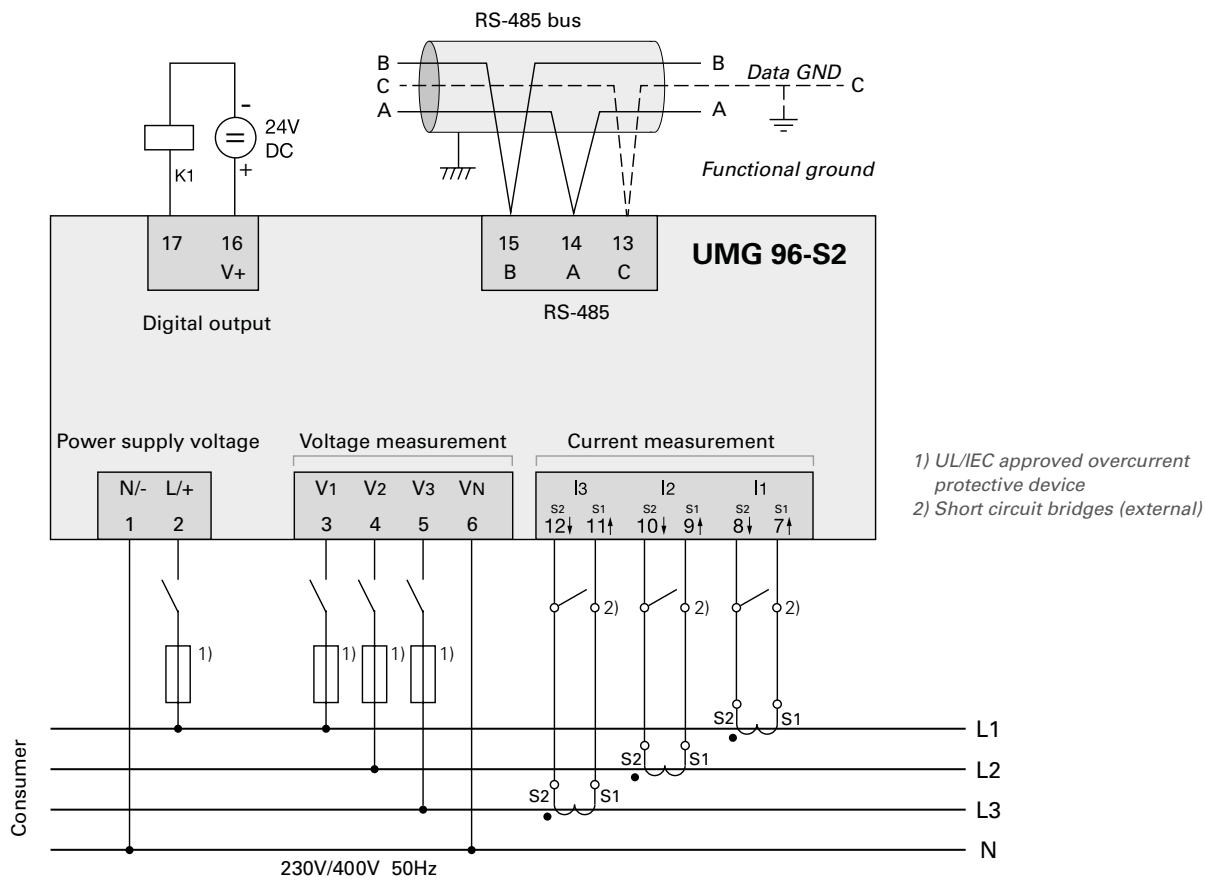 RS-485 bus
B B
C Data GND C
A A
Functional ground
- 24V
DC
+
K1
17 16
V+
Digital output
15 14 13
B A C
RS-485
UMG 96-S2
Power supply voltage
N/- L/+
1 2
Voltage measurement
V1 V2 V3 VN
3 4 5 6
Current measurement
I3 I2 I1
S2 S1 S2 S1 S2 S1
12↓ 11↑ 10↓ 9↑ 8↓ 7↑
1) UL/IEC approved overcurrent
protective device
2) Short circuit bridges (external)
2) 2) 2)
1) 1) 1) 1)
S2 S1 L1
S2 S1 L2
S2 S1 L3
N
Consumer
230V/400V 50Hz